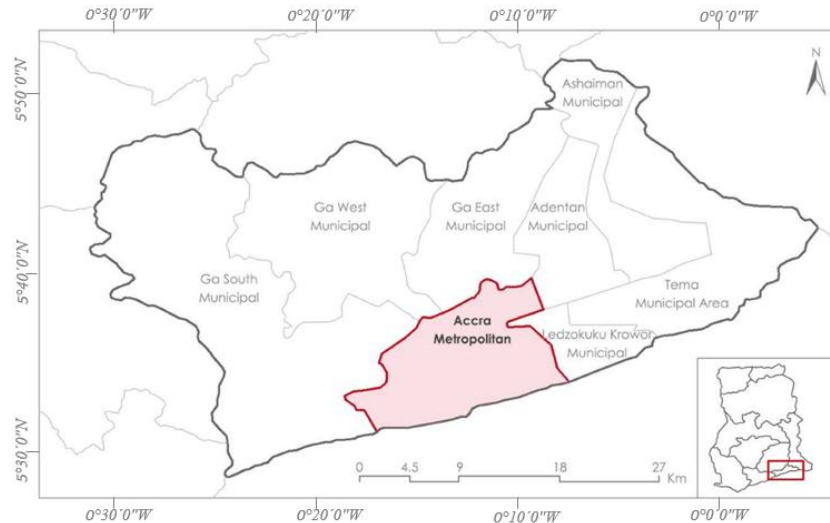 0°30´0"W 0°20´0"W 0°10´0"W 0°0´0"W
N
5°50´0"N
5°40´0"N
5°30´0"N
Ashaiman
Municipal
Ga West
Municipal
Ga East
Municipal
Adentan
Municipal
Ga South
Municipal
Tema
Municipal Area
Accra
Metropolitan
Ledzokuku Krowor
Municipal
0 4.5 9 18 27
Km
0°30´0"W 0°20´0"W 0°10´0"W 0°0´0"W